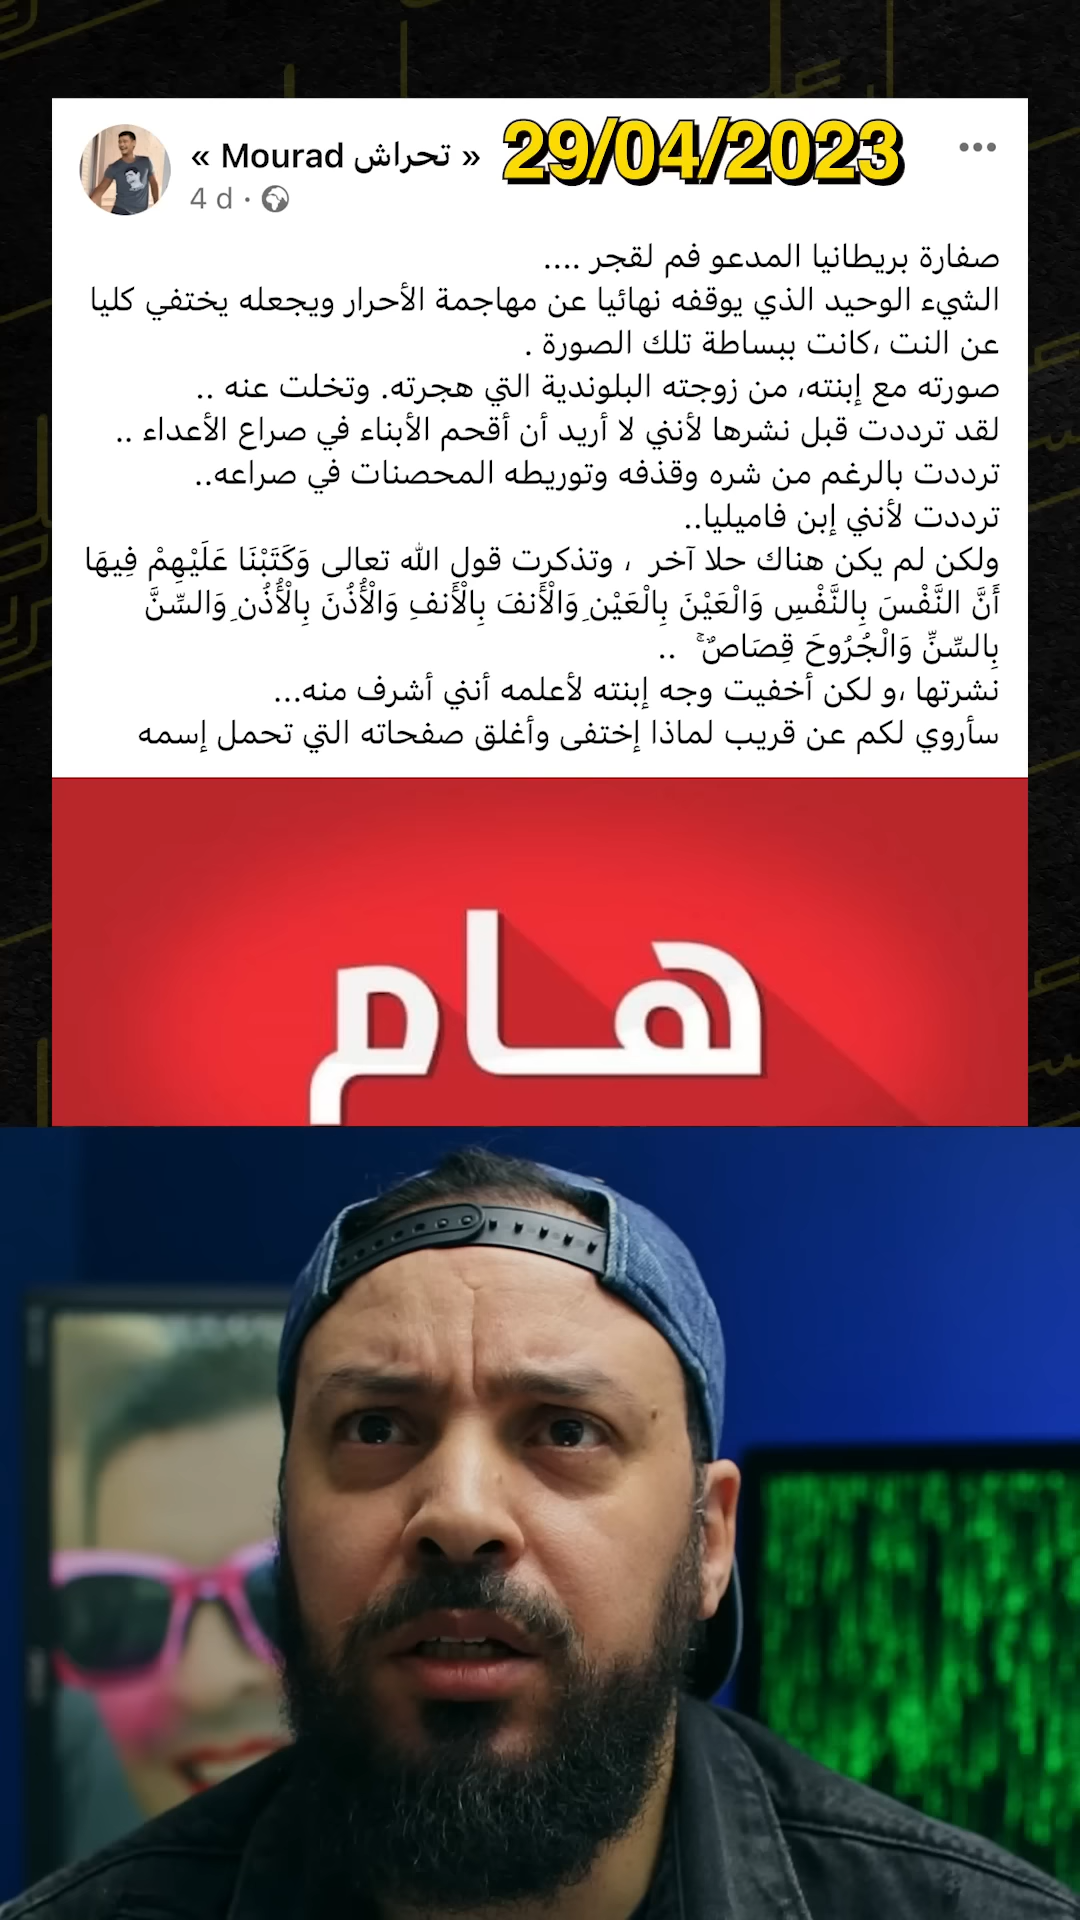 « تحراش Mourad »
29/04/2023
4 d ·
صفارة بريطانيا المدعو فم لقجر ....
الشيء الوحيد الذي يوقفه نهائيا عن مهاجمة الأحرار ويجعله يختفي كليا
عن النت ،كانت ببساطة تلك الصورة .
صورته مع إبنته، من زوجته البلوندية التي هجرته. وتخلت عنه ..
لقد ترددت قبل نشرها لأنني لا أريد أن أقحم الأبناء في صراع الأعداء ..
ترددت بالرغم من شره وقذفه وتوريطه المحصنات في صراعه..
ترددت لأنني إبن فاميليا..
ولكن لم يكن هناك حلا آخر ، وتذكرت قول الله تعالى وَكَتَبْنَا عَلَيْهِمْ فِيهَا
أَنَّ النَّفْسَ بِالنَّفْسِ وَالْعَيْنَ بِالْعَيْنِ وَالْأَنفَ بِالْأَنفِ وَالْأُذُنَ بِالْأُذُنِ وَالسِّنَّ
بِالسِّنِّ وَالْجُرُوحَ قِصَاصٌ ۚ ..
نشرتها ،و لكن أخفيت وجه إبنته لأعلمه أنني أشرف منه...
سأروي لكم عن قريب لماذا إختفى وأغلق صفحاته التي تحمل إسمه
هـام